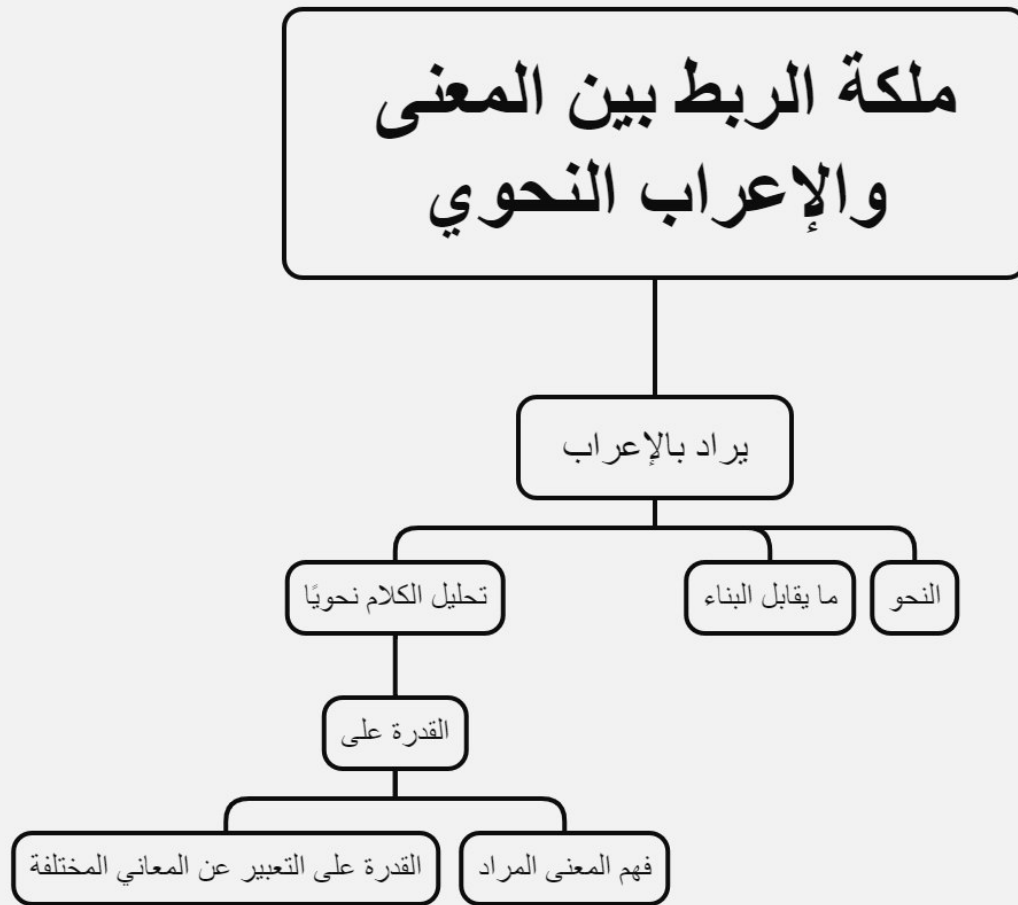 ملكة الربط بين المعنى
والإعراب النحوي
يراد بالإعراب
النحو
ما يقابل البناء
تحليل الكلام نحويًا
القدرة على
فهم المعنى المراد
القدرة على التعبير عن المعاني المختلفة